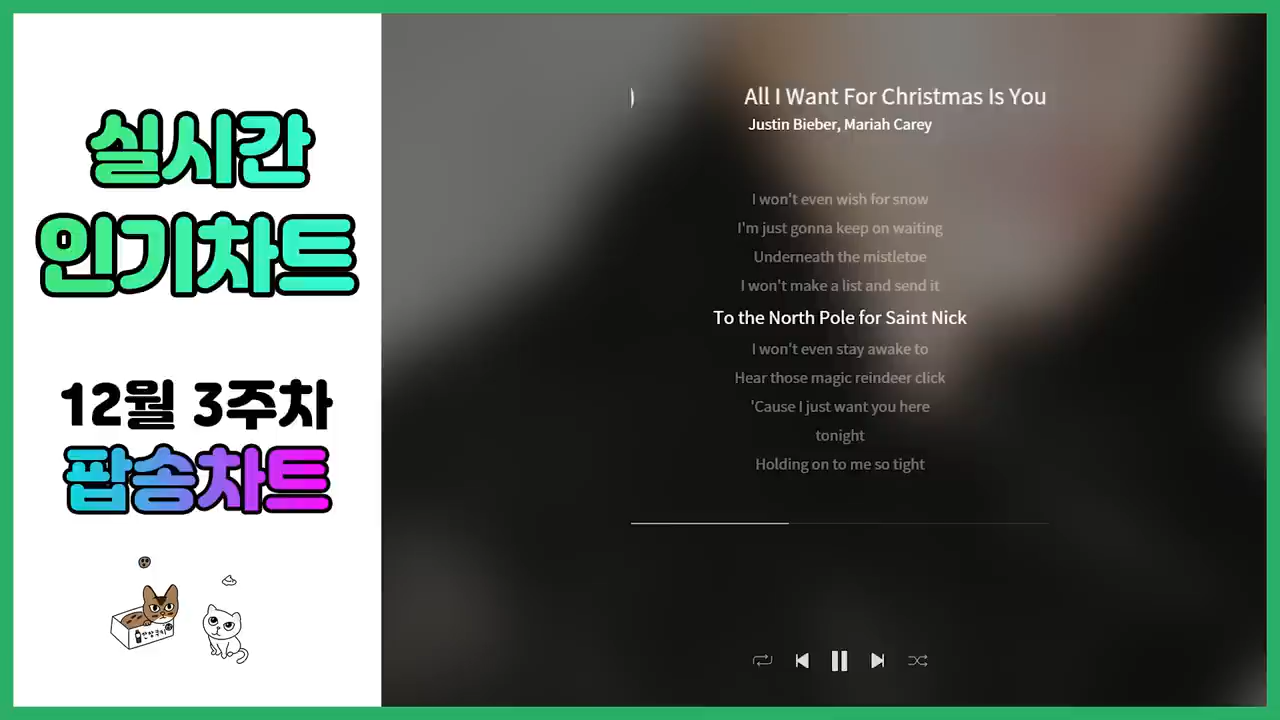 실시간
인기차트
12월 3주차
팝송차트
)
All I Want For Christmas Is You
Justin Bieber, Mariah Carey
I won't even wish for snow
I'm just gonna keep on waiting
Underneath the mistletoe
I won't make a list and send it
To the North Pole for Saint Nick
I won't even stay awake to
Hear those magic reindeer click
'Cause I just want you here
tonight
Holding on to me so tight